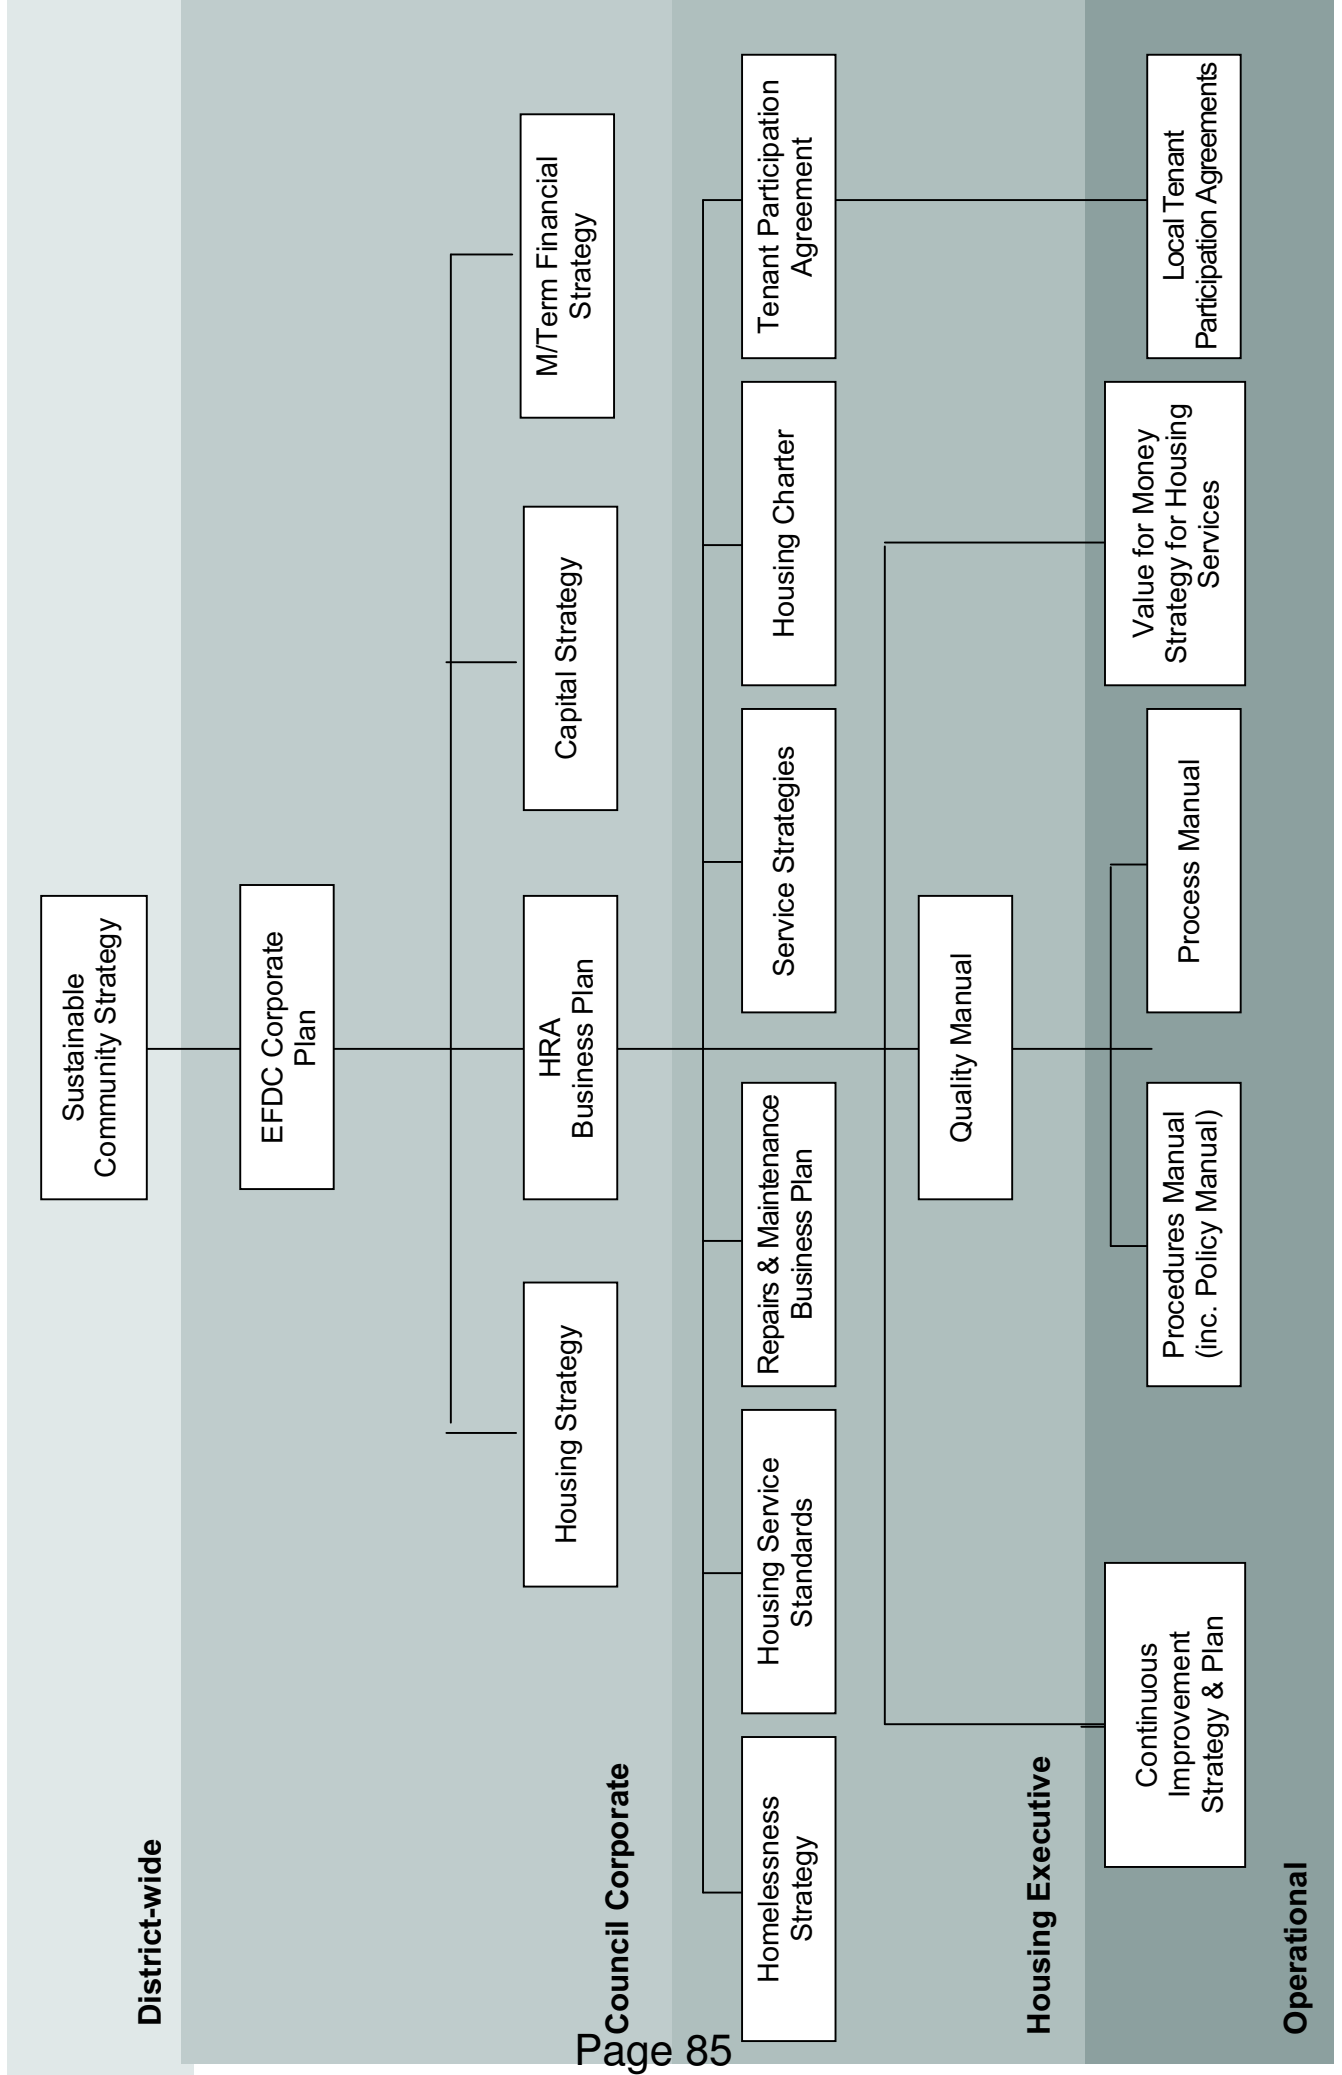 Sustainable
Community Strategy
District-wide
EFDC Corporate
Plan
Housing Strategy
HRA
Business Plan
Capital Strategy
M/Term Financial
Strategy
Council Corporate
Homelessness
Strategy
Housing Service
Standards
Repairs & Maintenance
Business Plan
Service Strategies
Housing Charter
Tenant Participation
Agreement
Quality Manual
Housing Executive
Continuous
Improvement
Strategy & Plan
Procedures Manual
(inc. Policy Manual)
Process Manual
Value for Money
Strategy for Housing
Services
Local Tenant
Participation Agreements
Operational
Page 85